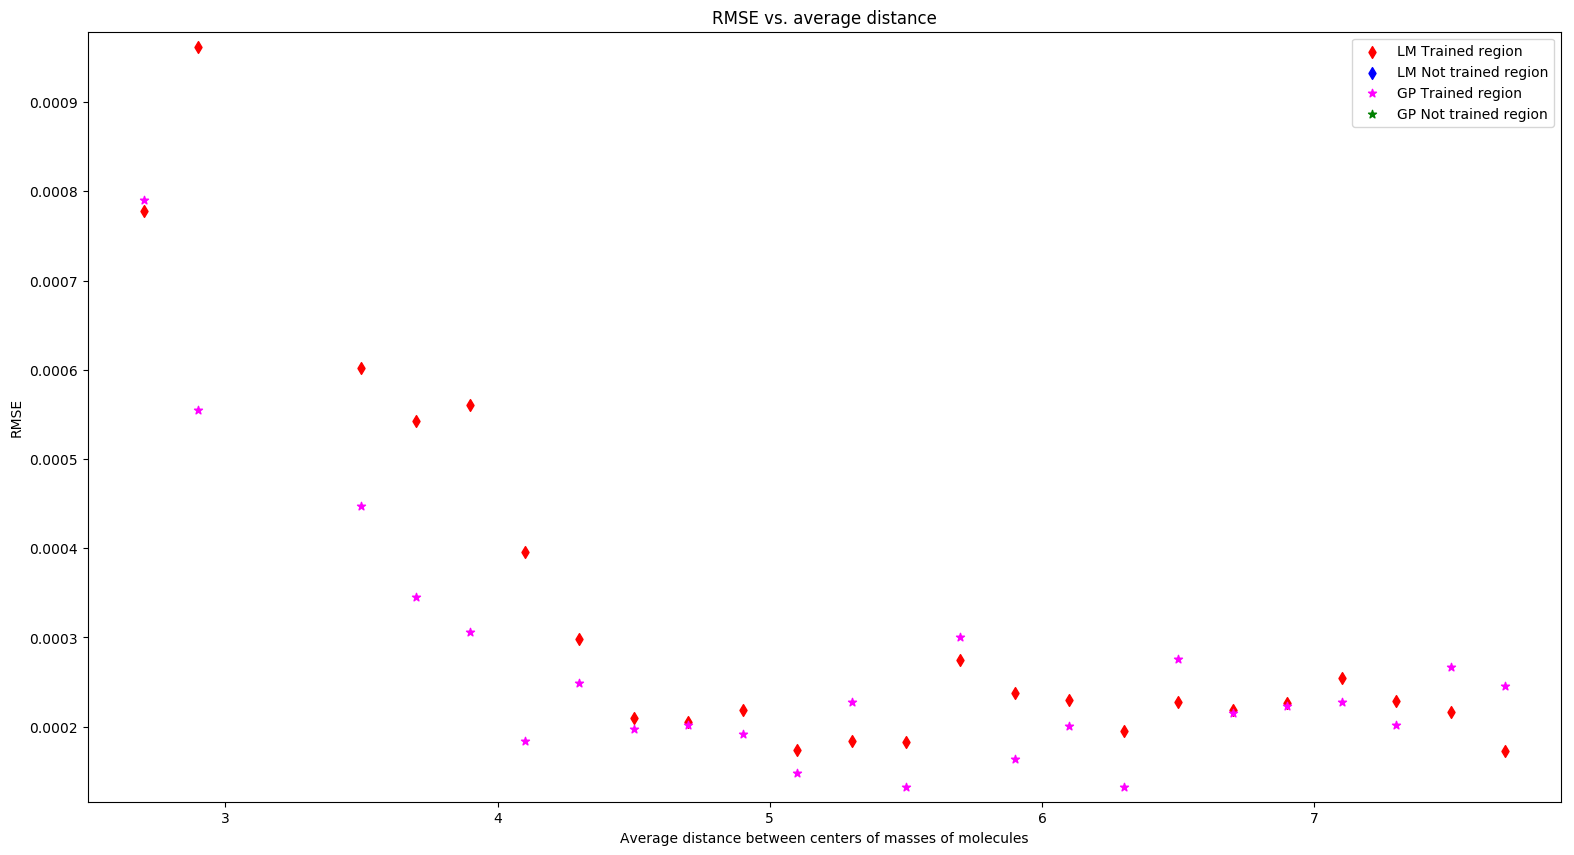 RMSE vs. average distance
LM Trained region
LM Not trained region
GP Trained region
GP Not trained region
0.0009
0.0008
0.0007
0.0006
0.0005
0.0004
0.0003
0.0002
RMSE
3
4
5
6
7
Average distance between centers of masses of molecules